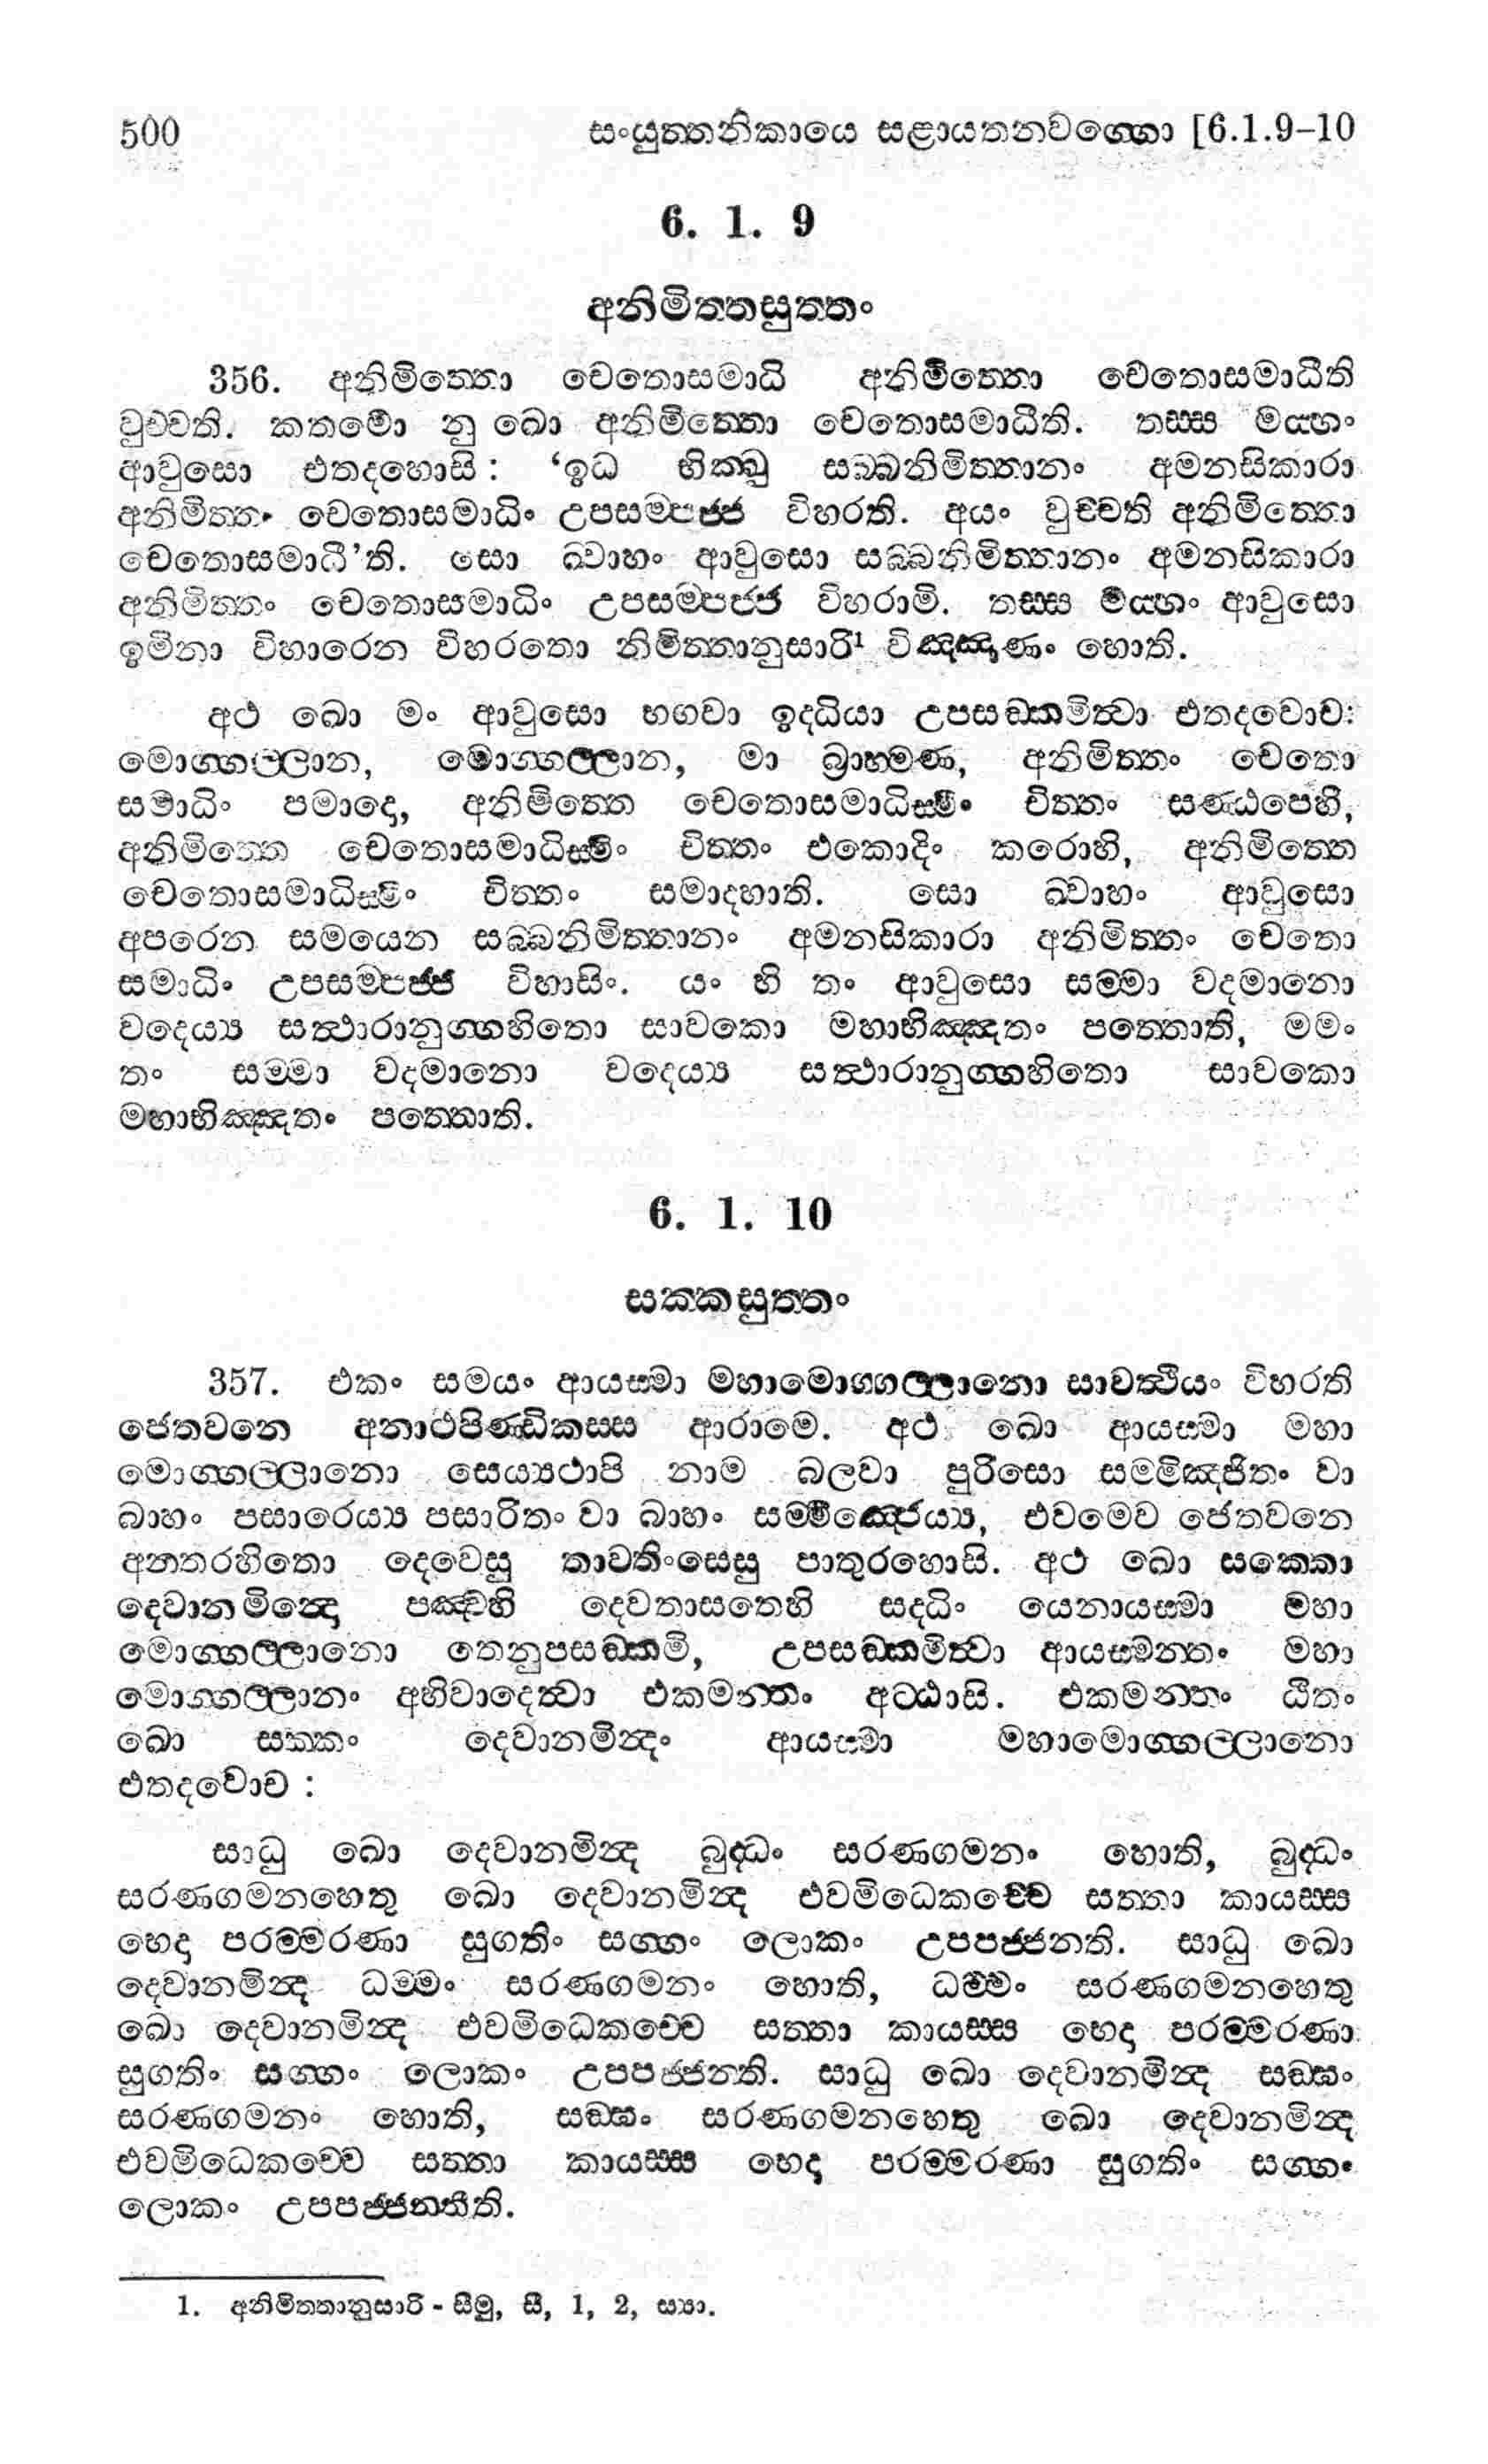 500 සංයුත්තනිකායෙ සළායතනවග්ගො [6.1.9–10
6. 1. 9
අනිමිත්තසුත්තං
356. අනිමිත්තො චෙතොසමාධි අනිමිත්තො චෙතොසමාධීති
වුච්චති. කතමො නු ඛො අනිමිත්තො චෙතොසමාධීති. තස්ස මය්හං
ආවුසො එතදහොසි : ‘ඉධ භික්ඛු සබ්බනිමිත්තානං අමනසිකාරා
අනිමිත්තං චෙතොසමාධිං උපසම්පජ්ජ විහරති. අයං වුච්චති අනිමිත්තො
චෙතොසමාධී’ති. සො ඛ්වාහං ආවුසො සබ්බනිමිත්තානං අමනසිකාරා
අනිමිත්තං චෙතොසමාධිං උපසම්පජ්ජ විහරාමි. තස්ස මය්හං ආවුසො
ඉමිනා විහාරෙන විහරතො නිමිත්තානුසාරි¹ විඤ්ඤාණං හොති.
අථ ඛො මං ආවුසො භගවා ඉද්ධියා උපසඞ්කමිත්වා එතදවොච:
මොග්ගල්ලාන, මොග්ගල්ලාන, මා බ්‍රාහ්මණ, අනිමිත්තං චෙතො
සමාධිං පමාදො, අනිමිත්තෙ චෙතොසමාධිස්මිං චිත්තං සණ්ඨපෙහි,
අනිමිත්තෙ චෙතොසමාධිස්මිං චිත්තං එකොදිං කරොහි, අනිමිත්තෙ
චෙතොසමාධිස්මිං චිත්තං සමාදහාති. සො ඛ්වාහං ආවුසො
අපරෙන සමයෙන සබ්බනිමිත්තානං අමනසිකාරා අනිමිත්තං චෙතො
සමාධිං උපසම්පජ්ජ විහාසිං. යං හි තං ආවුසො සම්මා වදමානො
වදෙය්‍ය සත්ථාරානුග්ගහිතො සාවකො මහාභිඤ්ඤතං පත්තොති, මමං
තං සම්මා වදමානො වදෙය්‍ය සත්ථාරානුග්ගහිතො සාවකො
මහාභිඤ්ඤතං පත්තොති.
6. 1. 10
සක්කසුත්තං
357. එකං සමයං ආයස්මා මහාමොග්ගල්ලානො සාවත්ථියං විහරති
ජෙතවනෙ අනාථපිණ්ඩිකස්ස ආරාමෙ. අථ ඛො ආයස්මා මහා
මොග්ගල්ලානො සෙය්‍යථාපි නාම බලවා පුරිසො සම්මිඤ්ජිතං වා
බාහං පසාරෙය්‍ය පසාරිතං වා බාහං සම්මිඤ්ජෙය්‍ය, එවමෙව ජෙතවනෙ
අන්තරහිතො දෙවෙසු තාවතිංසෙසු පාතුරහොසි. අථ ඛො සක්කො
දෙවානමින්දො පඤ්චහි දෙවතාසතෙහි සද්ධිං යෙනායස්මා මහා
මොග්ගල්ලානො තෙනුපසඞ්කමි, උපසඞ්කමිත්වා ආයස්මන්තං මහා
මොග්ගල්ලානං අභිවාදෙත්වා එකමන්තං අට්ඨාසි. එකමන්තං ඨිතං
ඛො සක්කං දෙවානමින්දං ආයස්මා මහාමොග්ගල්ලානො
එතදවොච :
සාධු ඛො දෙවානමින්ද බුද්ධං සරණගමනං හොති, බුද්ධං
සරණගමනහෙතු ඛො දෙවානමින්ද එවමිධෙකච්චෙ සත්තා කායස්ස
භෙදා පරම්මරණා සුගතිං සග්ගං ලොකං උපපජ්ජන්ති. සාධු ඛො
දෙවානමින්ද ධම්මං සරණගමනං හොති, ධම්මං සරණගමනහෙතු
ඛො දෙවානමින්ද එවමිධෙකච්චෙ සත්තා කායස්ස භෙදා පරම්මරණා
සුගතිං සග්ගං ලොකං උපපජ්ජන්ති. සාධු ඛො දෙවානමින්ද සඞ්ඝං
සරණගමනං හොති, සඞ්ඝං සරණගමනහෙතු ඛො දෙවානමින්ද
එවමිධෙකච්චෙ සත්තා කායස්ස භෙදා පරම්මරණා සුගතිං සග්ගං
ලොකං උපපජ්ජන්තීති.
1. අනිමිත්තානුසාරි - සීමු, සී, 1, 2, ස්‍යා.